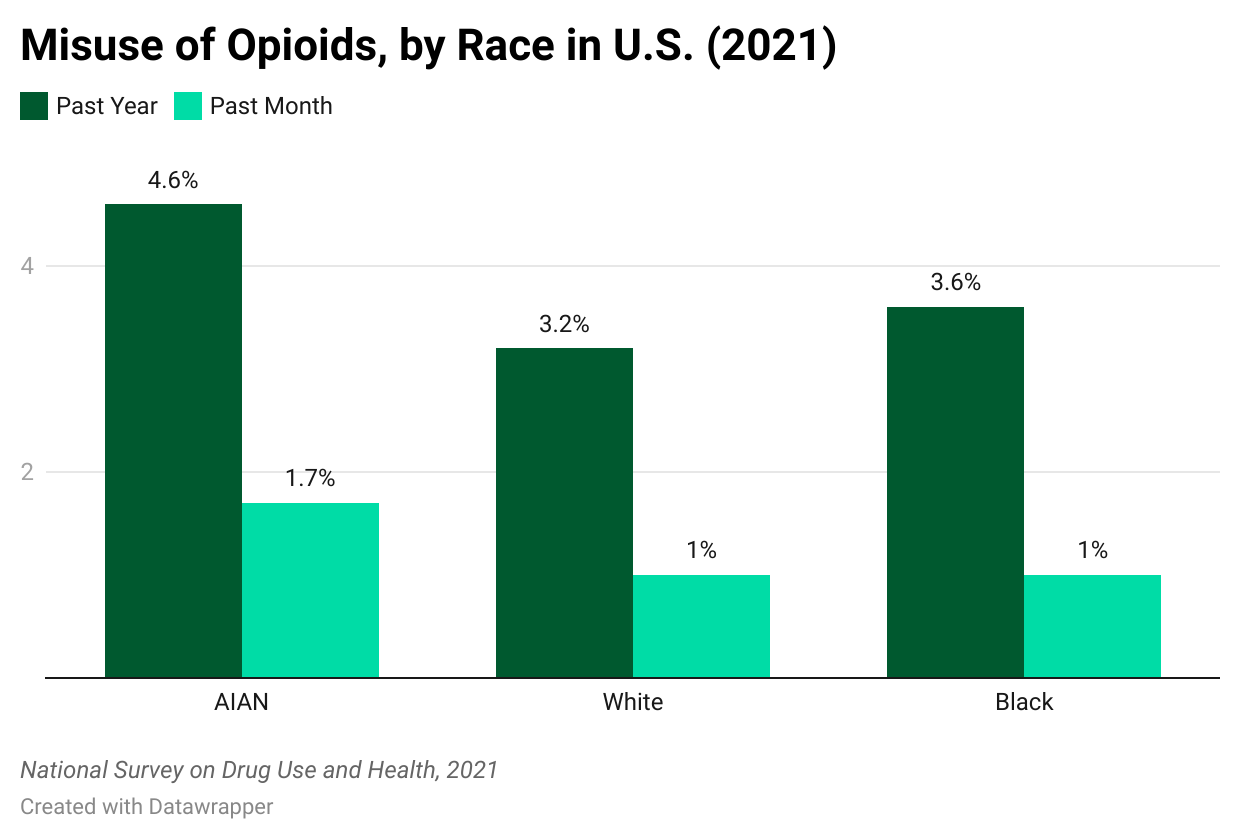 Misuse of Opioids, by Race in U.S. (2021)
Past Year Past Month
4.6%
4
3.6%
3.2%
2
1.7%
1%
1%
AIAN White Black
National Survey on Drug Use and Health, 2021
Created with Datawrapper